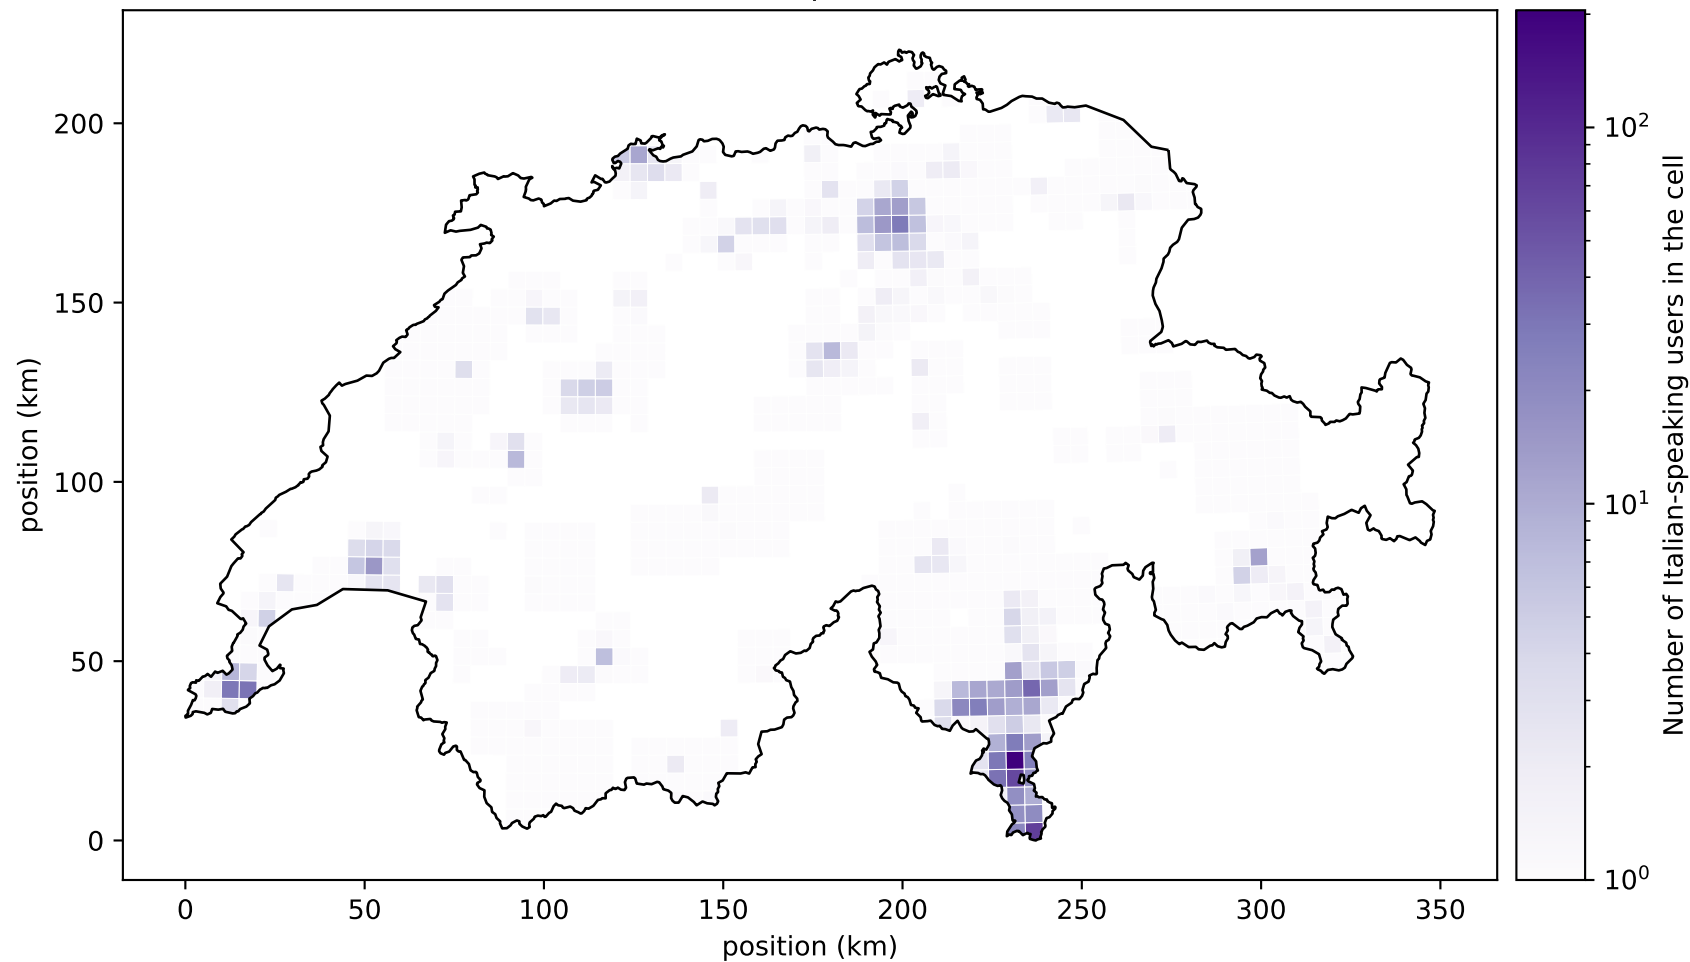 200
150
100
50
0
position (km)
0 50 100 150 200 250 300 350
position (km)
10²
10¹
10⁰
Number of Italian-speaking users in the cell